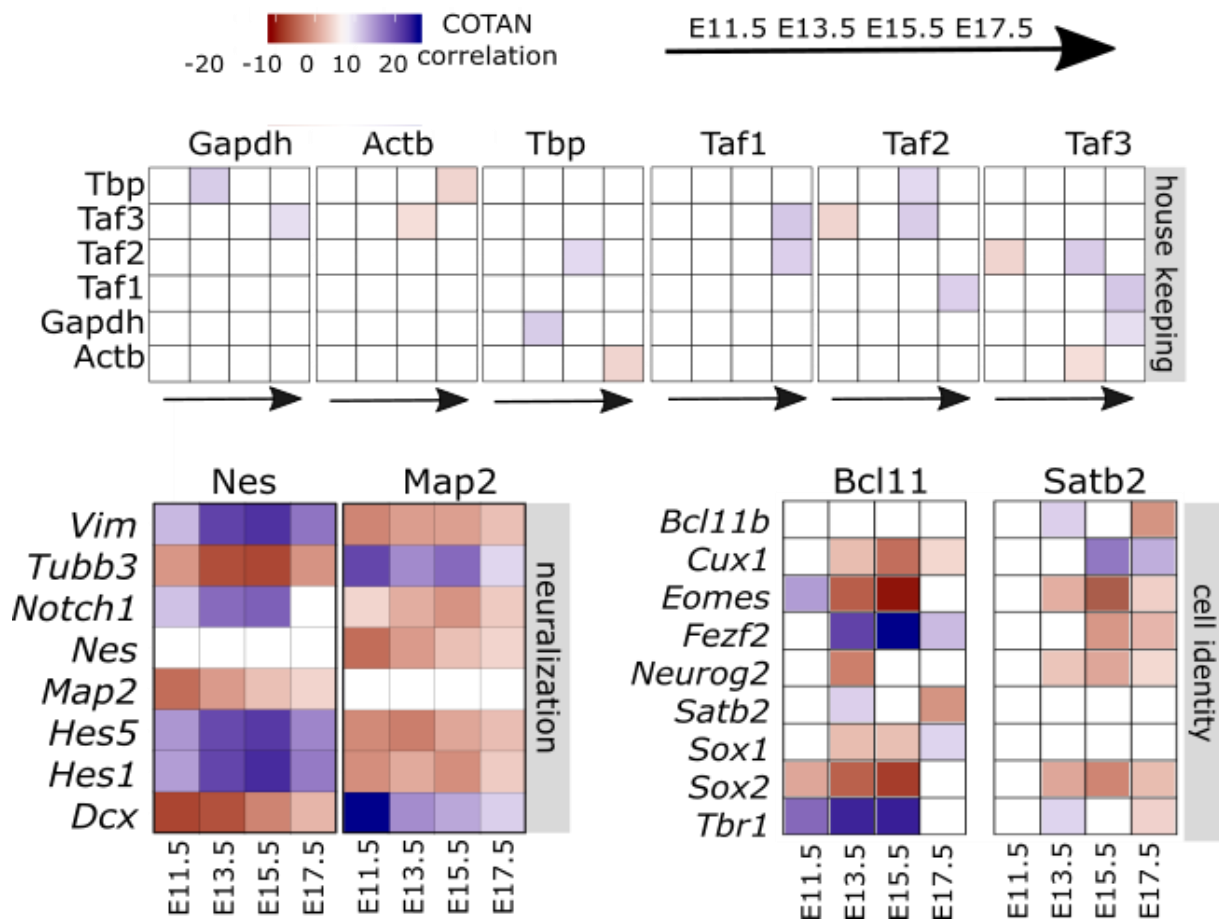 COTAN
correlation
-20 -10 0 10 20
E11.5 E13.5 E15.5 E17.5
Gapdh Actb Tbp Taf1 Taf2 Taf3
Tbp
Taf3
Taf2
Taf1
Gapdh
Actb
house keeping
Nes Map2
Vim
Tubb3
Notch1
Nes
Map2
Hes5
Hes1
Dcx
neuralization
E11.5 E13.5 E15.5 E17.5 E11.5 E13.5 E15.5 E17.5
Bcl11 Satb2
Bcl11b
Cux1
Eomes
Fezf2
Neurog2
Satb2
Sox1
Sox2
Tbr1
cell identity
E11.5 E13.5 E15.5 E17.5 E11.5 E13.5 E15.5 E17.5